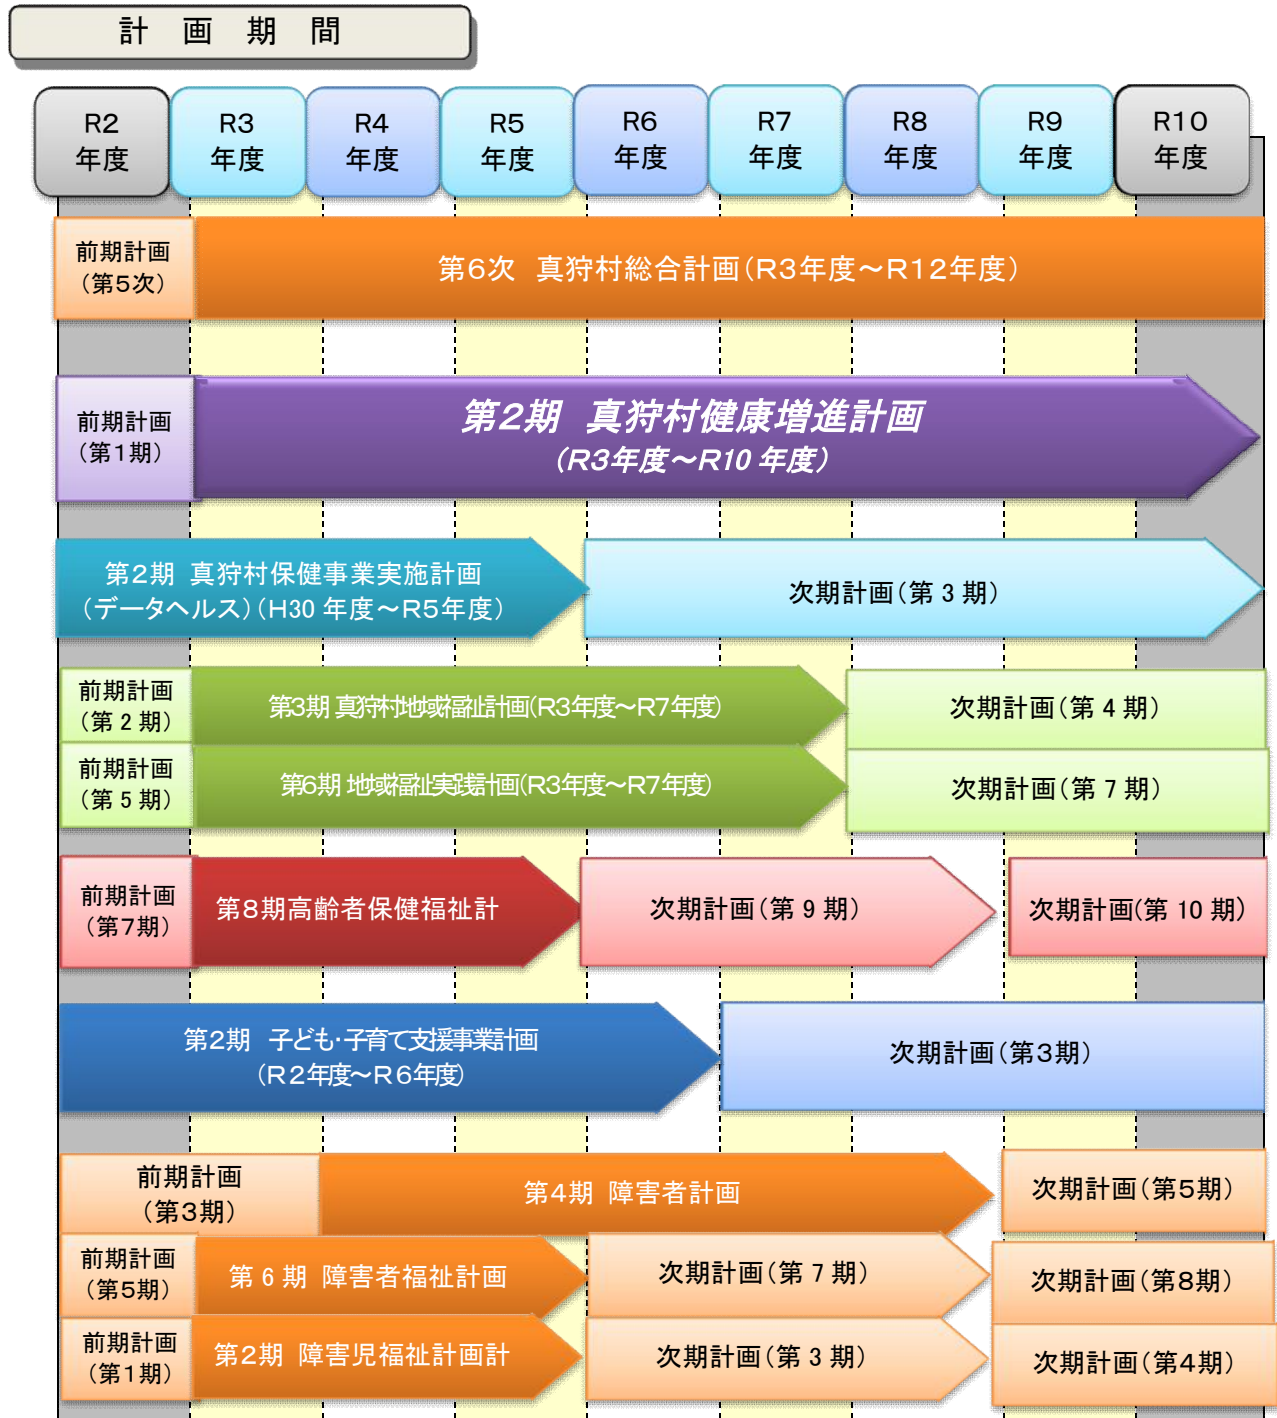 計 画 期 間
R2
年度
R3
年度
R4
年度
R5
年度
R6
年度
R7
年度
R8
年度
R9
年度
R10
年度
前期計画
(第5次)
第6次 真狩村総合計画(R3年度～R12年度)
前期計画
(第1期)
第2期 真狩村健康増進計画
(R3年度～R10年度)
第2期 真狩村保健事業実施計画
(データヘルス)(H30年度～R5年度)
次期計画(第3期)
前期計画
(第2期)
第3期 真狩村地域福祉計画(R3年度～R7年度)
次期計画(第4期)
前期計画
(第5期)
第6期 地域福祉実践計画(R3年度～R7年度)
次期計画(第7期)
前期計画
(第7期)
第8期高齢者保健福祉計
次期計画(第9期)
次期計画(第10期)
第2期 子ども・子育て支援事業計画
(R2年度～R6年度)
次期計画(第3期)
前期計画
(第3期)
第4期 障害者計画
次期計画(第5期)
前期計画
(第5期)
第6期 障害者福祉計画
次期計画(第7期)
次期計画(第8期)
前期計画
(第1期)
第2期 障害児福祉計画計
次期計画(第3期)
次期計画(第4期)